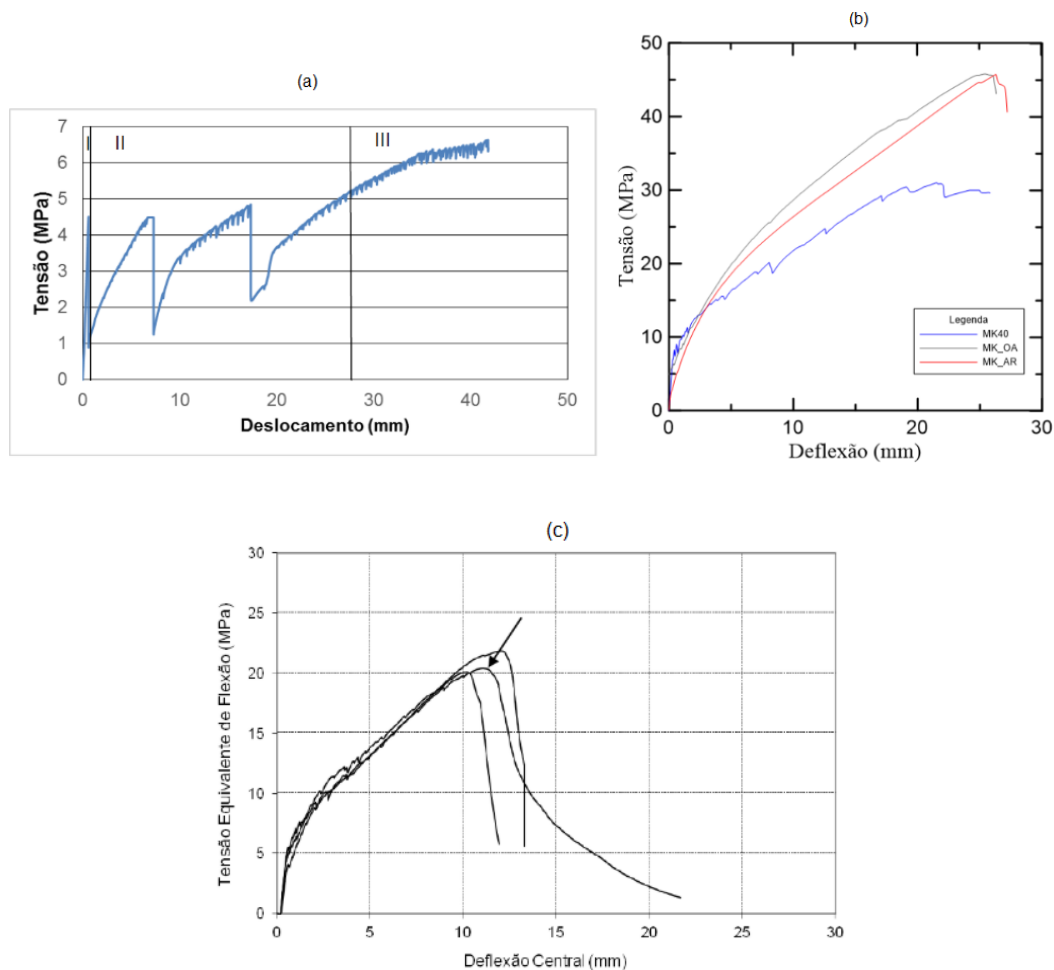 (a)
7
6
5
4
3
2
1
0
I
II
III
0
10
20
30
40
50
Tensão (MPa)
Deslocamento (mm)
(b)
50
40
30
20
10
0
0
10
20
30
Tensão (MPa)
Deflexão (mm)
Legenda
MK40
MK_OA
MK_AR
(c)
30
25
20
15
10
5
0
0
5
10
15
20
25
30
Tensão Equivalente de Flexão (MPa)
Deflexão Central (mm)